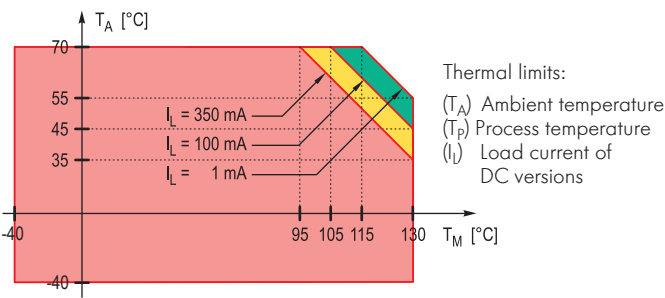 T_A [°C]
70
55
45
35
I_L = 350 mA
I_L = 100 mA
I_L = 1 mA
-40
95 105 115 130 T_M [°C]
-40
Thermal limits:
(T_A) Ambient temperature
(T_P) Process temperature
(I_L) Load current of
DC versions